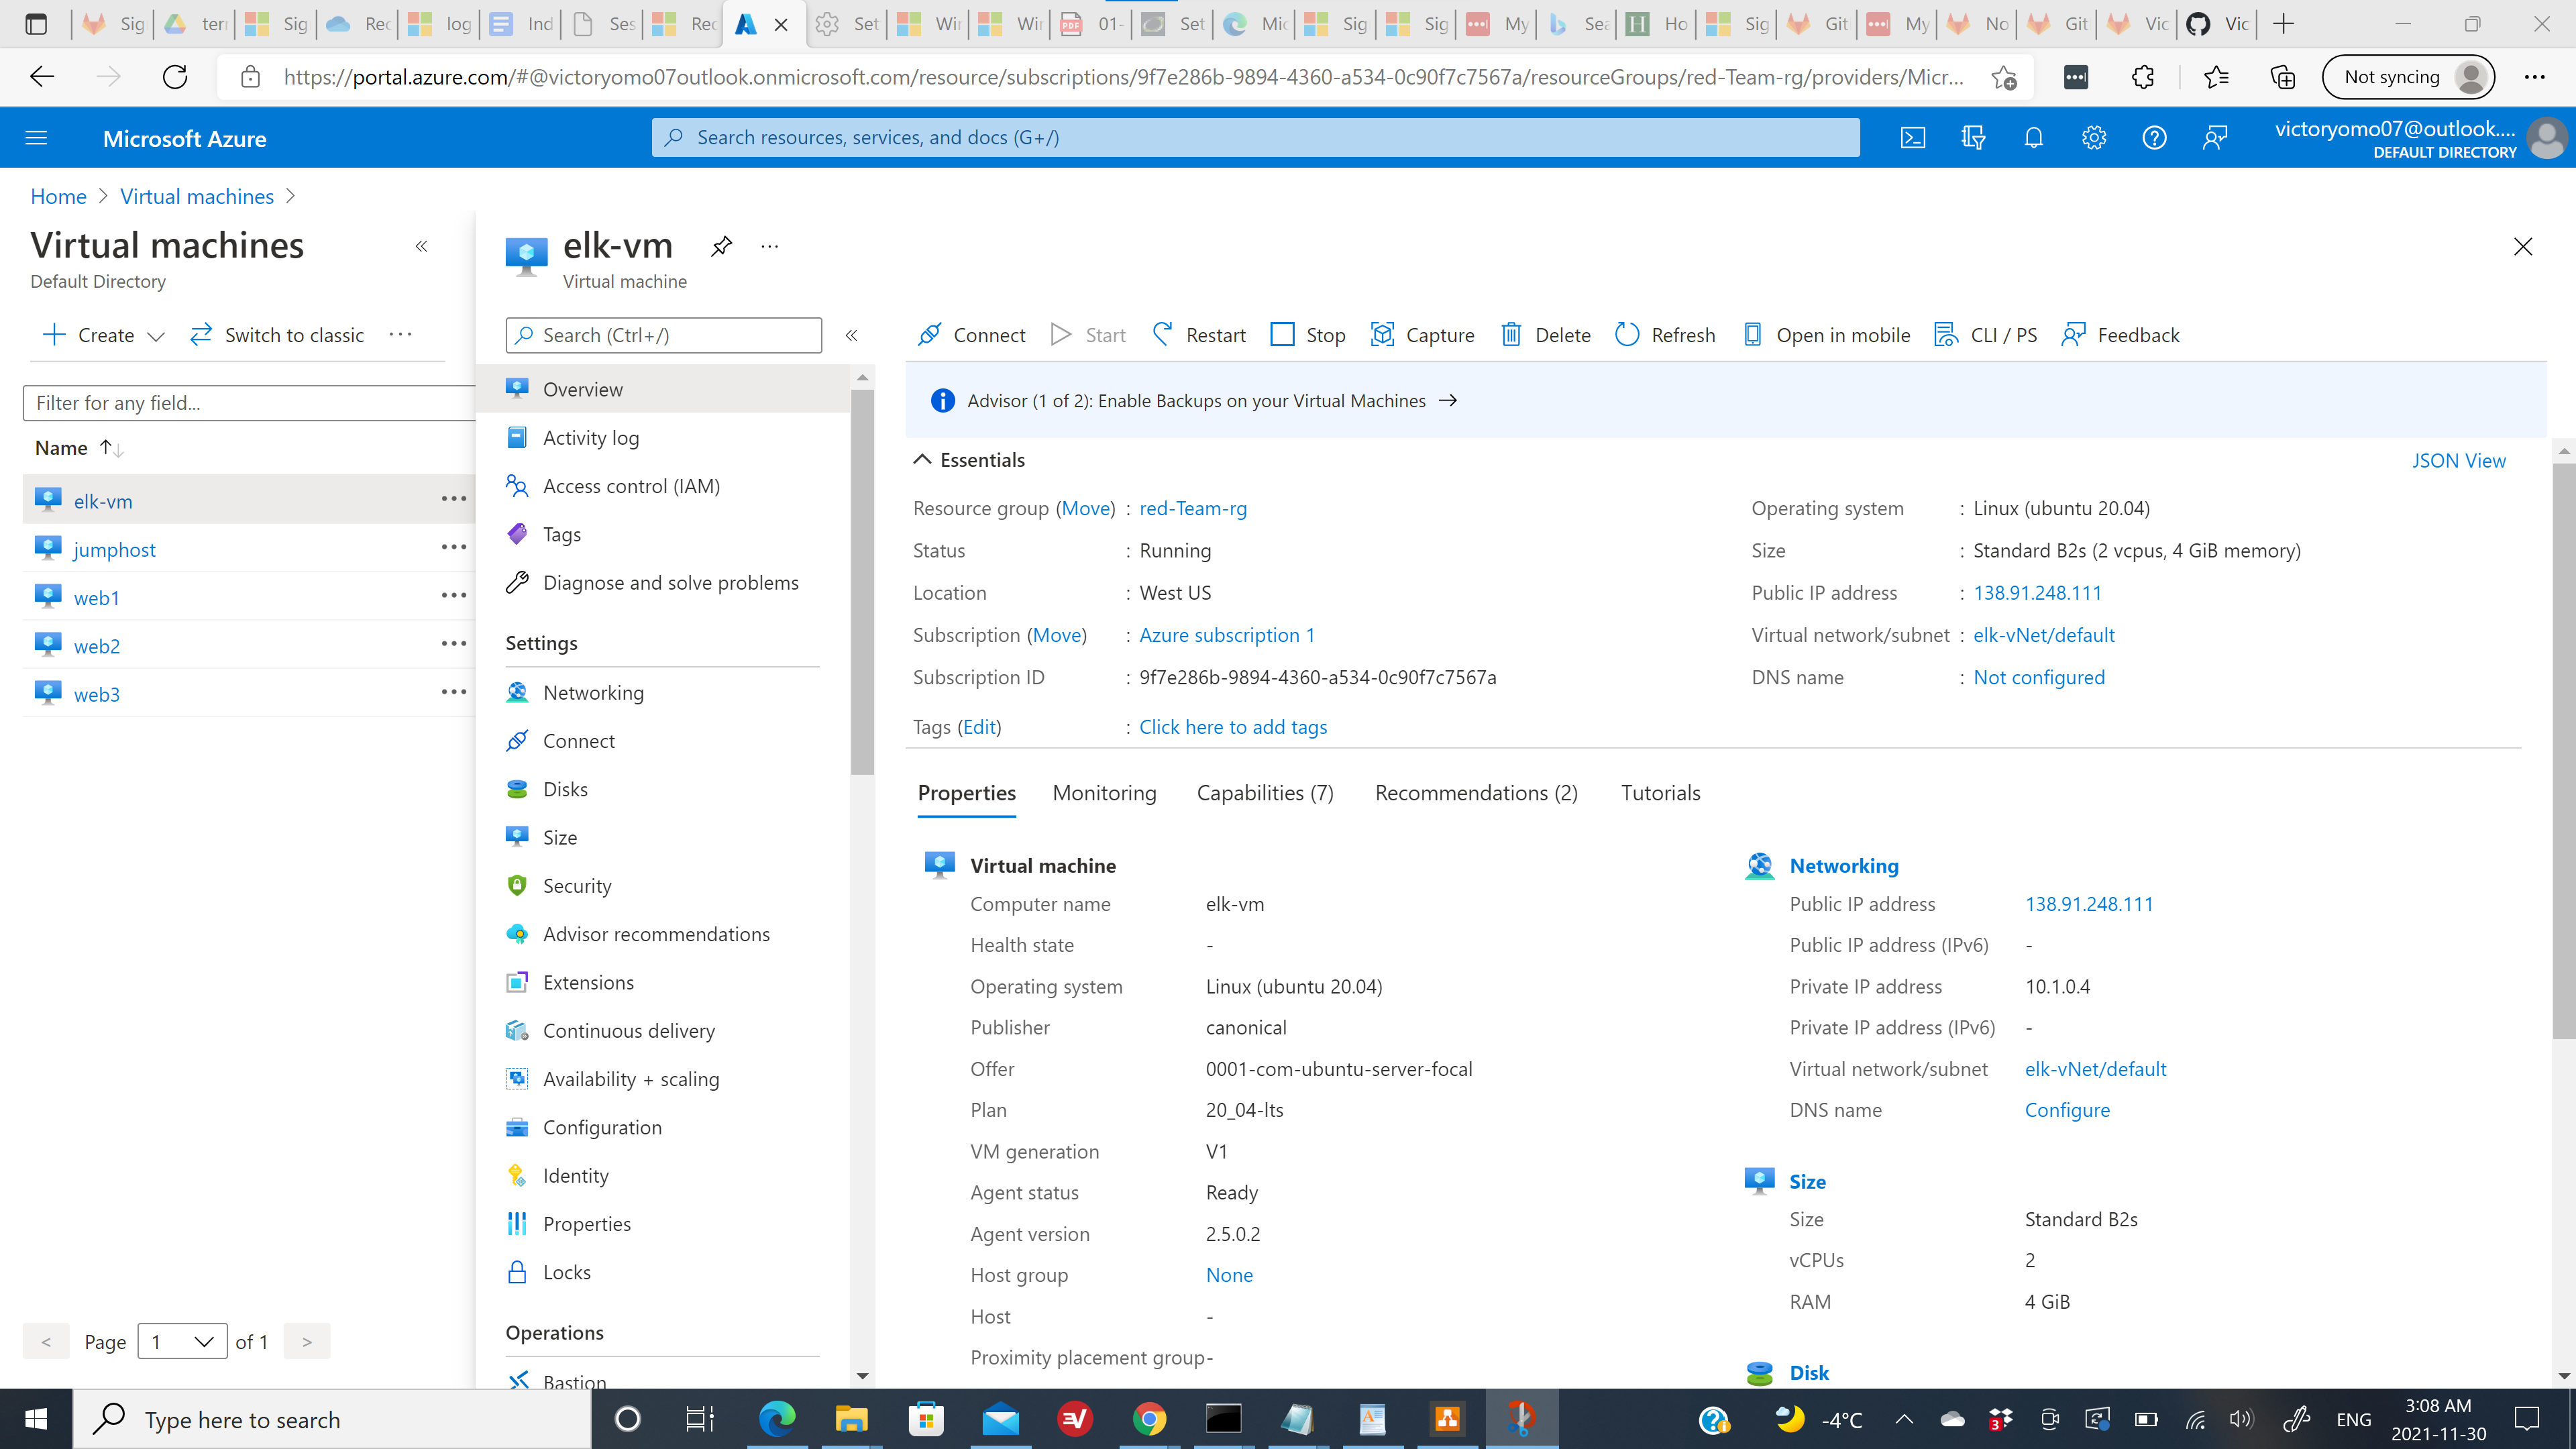 Sig
ter
Sig
Rec
log
Ind
Ses
Rec
Set
Wir
Wir
01-
Set
Mic
Sig
Sig
My
Sea
Ho
Sig
Git
My
No
Git
Vic
Vic
https://portal.azure.com/#@victoryomo07outlook.onmicrosoft.com/resource/subscriptions/9f7e286b-9894-4360-a534-0c90f7c7567a/resourceGroups/red-Team-rg/providers/Micr...
Not syncing
Microsoft Azure
Search resources, services, and docs (G+/)
victoryomo07@outlook....
DEFAULT DIRECTORY
Home > Virtual machines >
Virtual machines
Default Directory
Create
Switch to classic
Filter for any field...
Name
elk-vm
jumphost
web1
web2
web3
< Page 1 of 1 >
elk-vm
Virtual machine
Search (Ctrl+/)
Overview
Activity log
Access control (IAM)
Tags
Diagnose and solve problems
Settings
Networking
Connect
Disks
Size
Security
Advisor recommendations
Extensions
Continuous delivery
Availability + scaling
Configuration
Identity
Properties
Locks
Operations
Bastion
Connect Start Restart Stop Capture Delete Refresh Open in mobile CLI / PS Feedback
Advisor (1 of 2): Enable Backups on your Virtual Machines →
Essentials
JSON View
Resource group (Move) : red-Team-rg
Status : Running
Location : West US
Subscription (Move) : Azure subscription 1
Subscription ID : 9f7e286b-9894-4360-a534-0c90f7c7567a
Tags (Edit) : Click here to add tags
Operating system : Linux (ubuntu 20.04)
Size : Standard B2s (2 vcpus, 4 GiB memory)
Public IP address : 138.91.248.111
Virtual network/subnet : elk-vNet/default
DNS name : Not configured
Properties Monitoring Capabilities (7) Recommendations (2) Tutorials
Virtual machine
Computer name elk-vm
Health state -
Operating system Linux (ubuntu 20.04)
Publisher canonical
Offer 0001-com-ubuntu-server-focal
Plan 20_04-lts
VM generation V1
Agent status Ready
Agent version 2.5.0.2
Host group None
Host -
Proximity placement group -
Networking
Public IP address 138.91.248.111
Public IP address (IPv6) -
Private IP address 10.1.0.4
Private IP address (IPv6) -
Virtual network/subnet elk-vNet/default
DNS name Configure
Size
Size Standard B2s
vCPUs 2
RAM 4 GiB
Disk
Type here to search
-4°C
3
ENG
3:08 AM
2021-11-30